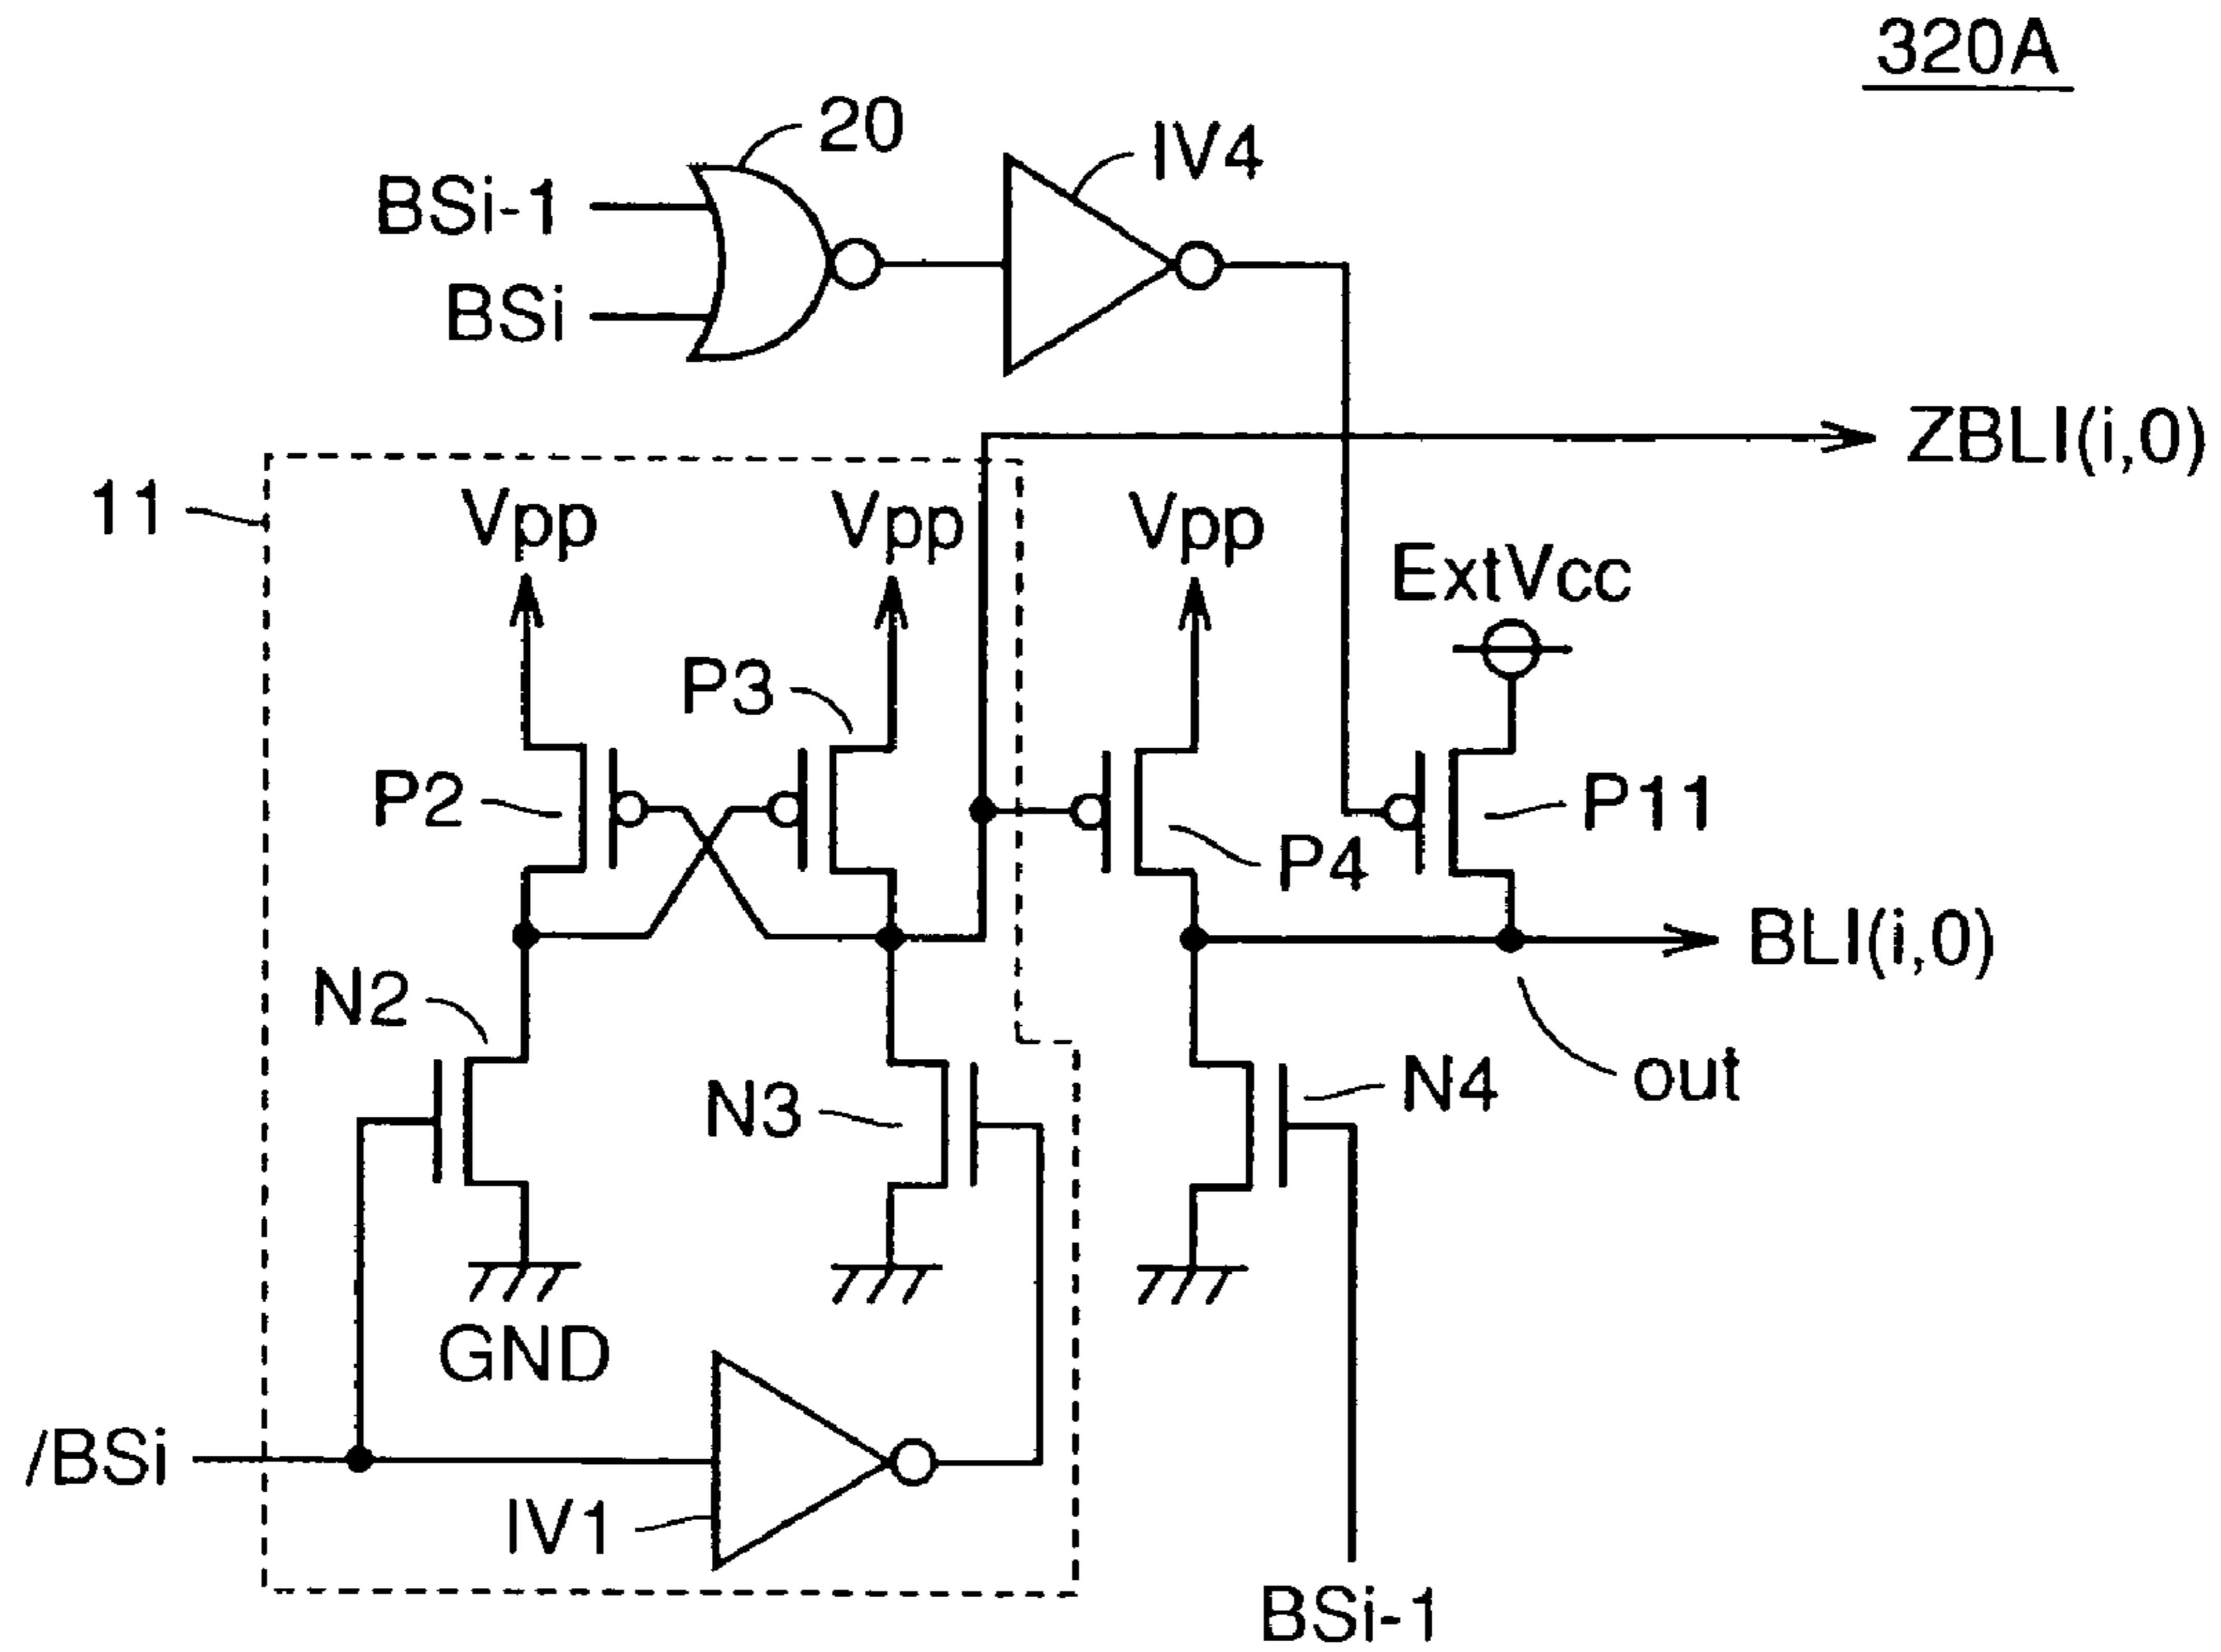 320A
20
IV4
BSi-1
BSi
ZBLI(i,0)
11
Vpp
Vpp
Vpp
ExtVcc
P3
P2
P11
P4
BLI(i,0)
N2
out
N4
N3
GND
/BSi
IV1
BSi-1